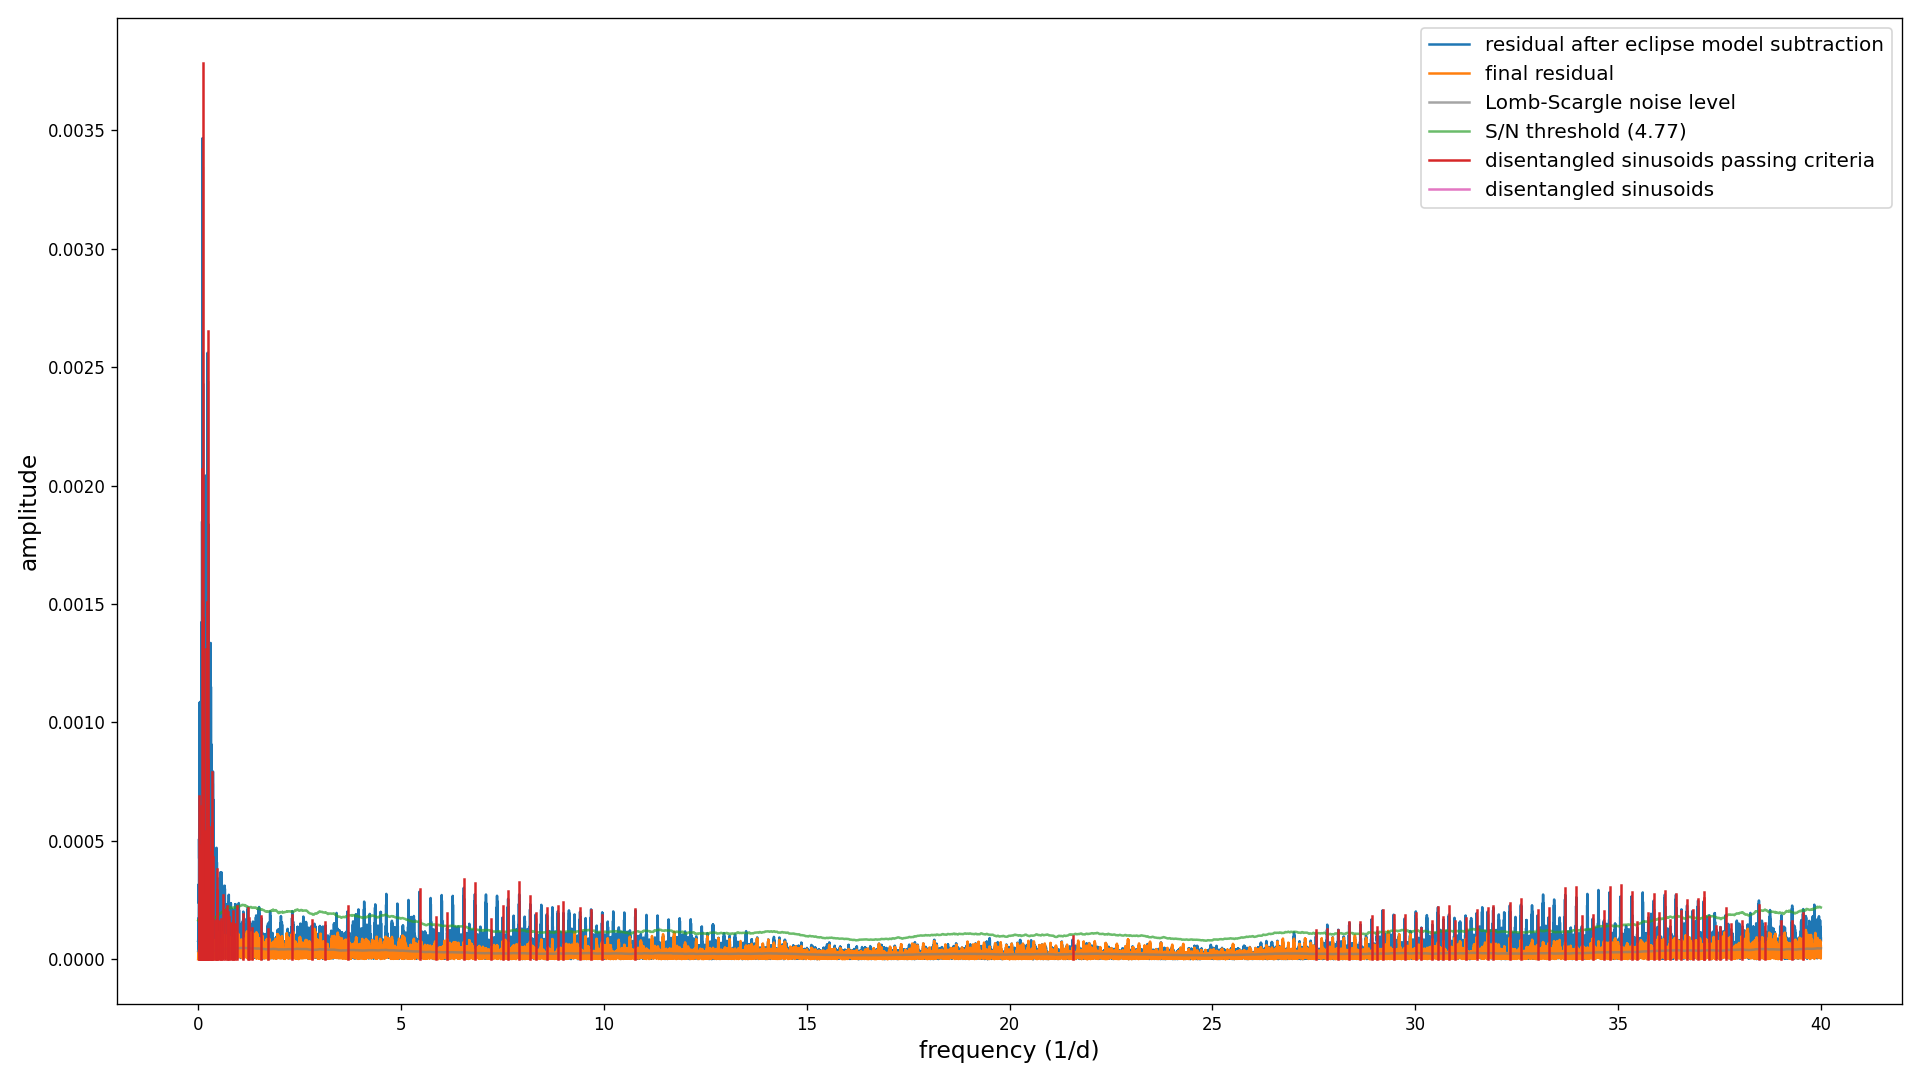 residual after eclipse model subtraction
final residual
Lomb-Scargle noise level
S/N threshold (4.77)
disentangled sinusoids passing criteria
disentangled sinusoids
amplitude
0.0035
0.0030
0.0025
0.0020
0.0015
0.0010
0.0005
0.0000
0 5 10 15 20 25 30 35 40
frequency (1/d)